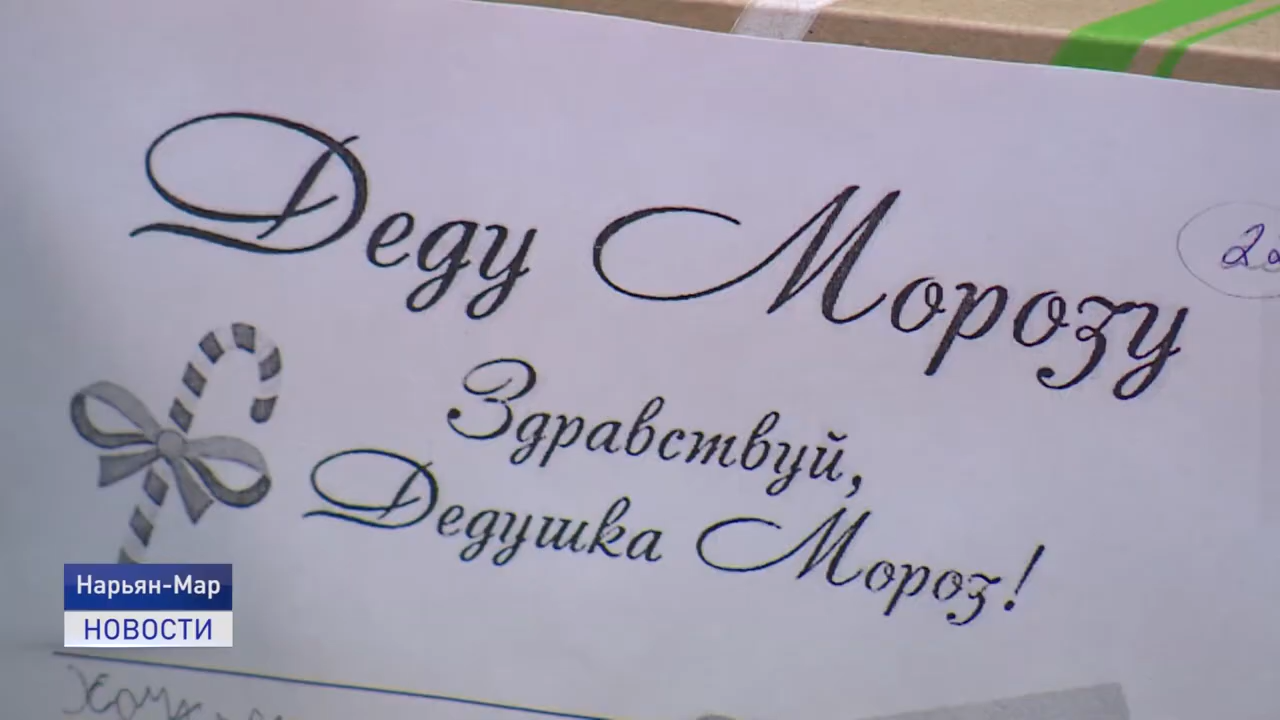 Деду Морозу
Здравствуй,
Дедушка Мороз!
Нарьян-Мар
НОВОСТИ